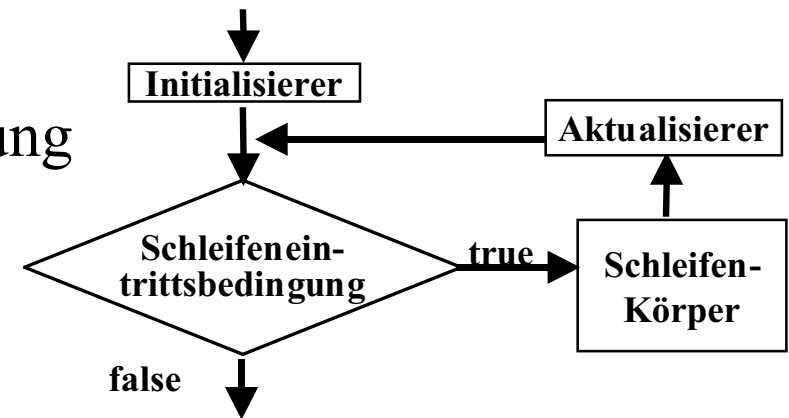 Initialisierer
ung
Aktualisierer
Schleifenein-
trittsbedingung
true
Schleifen-
Körper
false